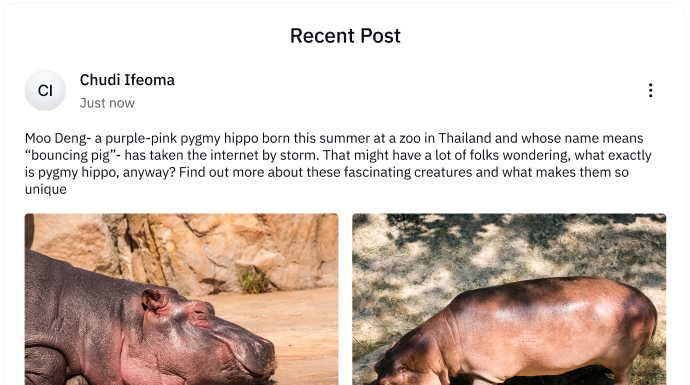 Recent Post
CI
Chudi Ifeoma
Just now
Moo Deng- a purple-pink pygmy hippo born this summer at a zoo in Thailand and whose name means
“bouncing pig”- has taken the internet by storm. That might have a lot of folks wondering, what exactly
is pygmy hippo, anyway? Find out more about these fascinating creatures and what makes them so
unique